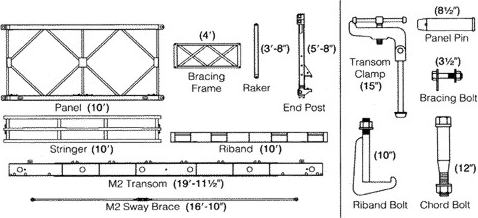 Panel (10')
(4')
Bracing
Frame
(3'-8")
Raker
(5'-8")
End Post
Stringer (10')
Riband (10')
M2 Transom (19'-11½")
M2 Sway Brace (16'-10")
Transom
Clamp
(15")
(8½")
Panel Pin
(3½")
Bracing Bolt
(10")
Riband Bolt
(12")
Chord Bolt